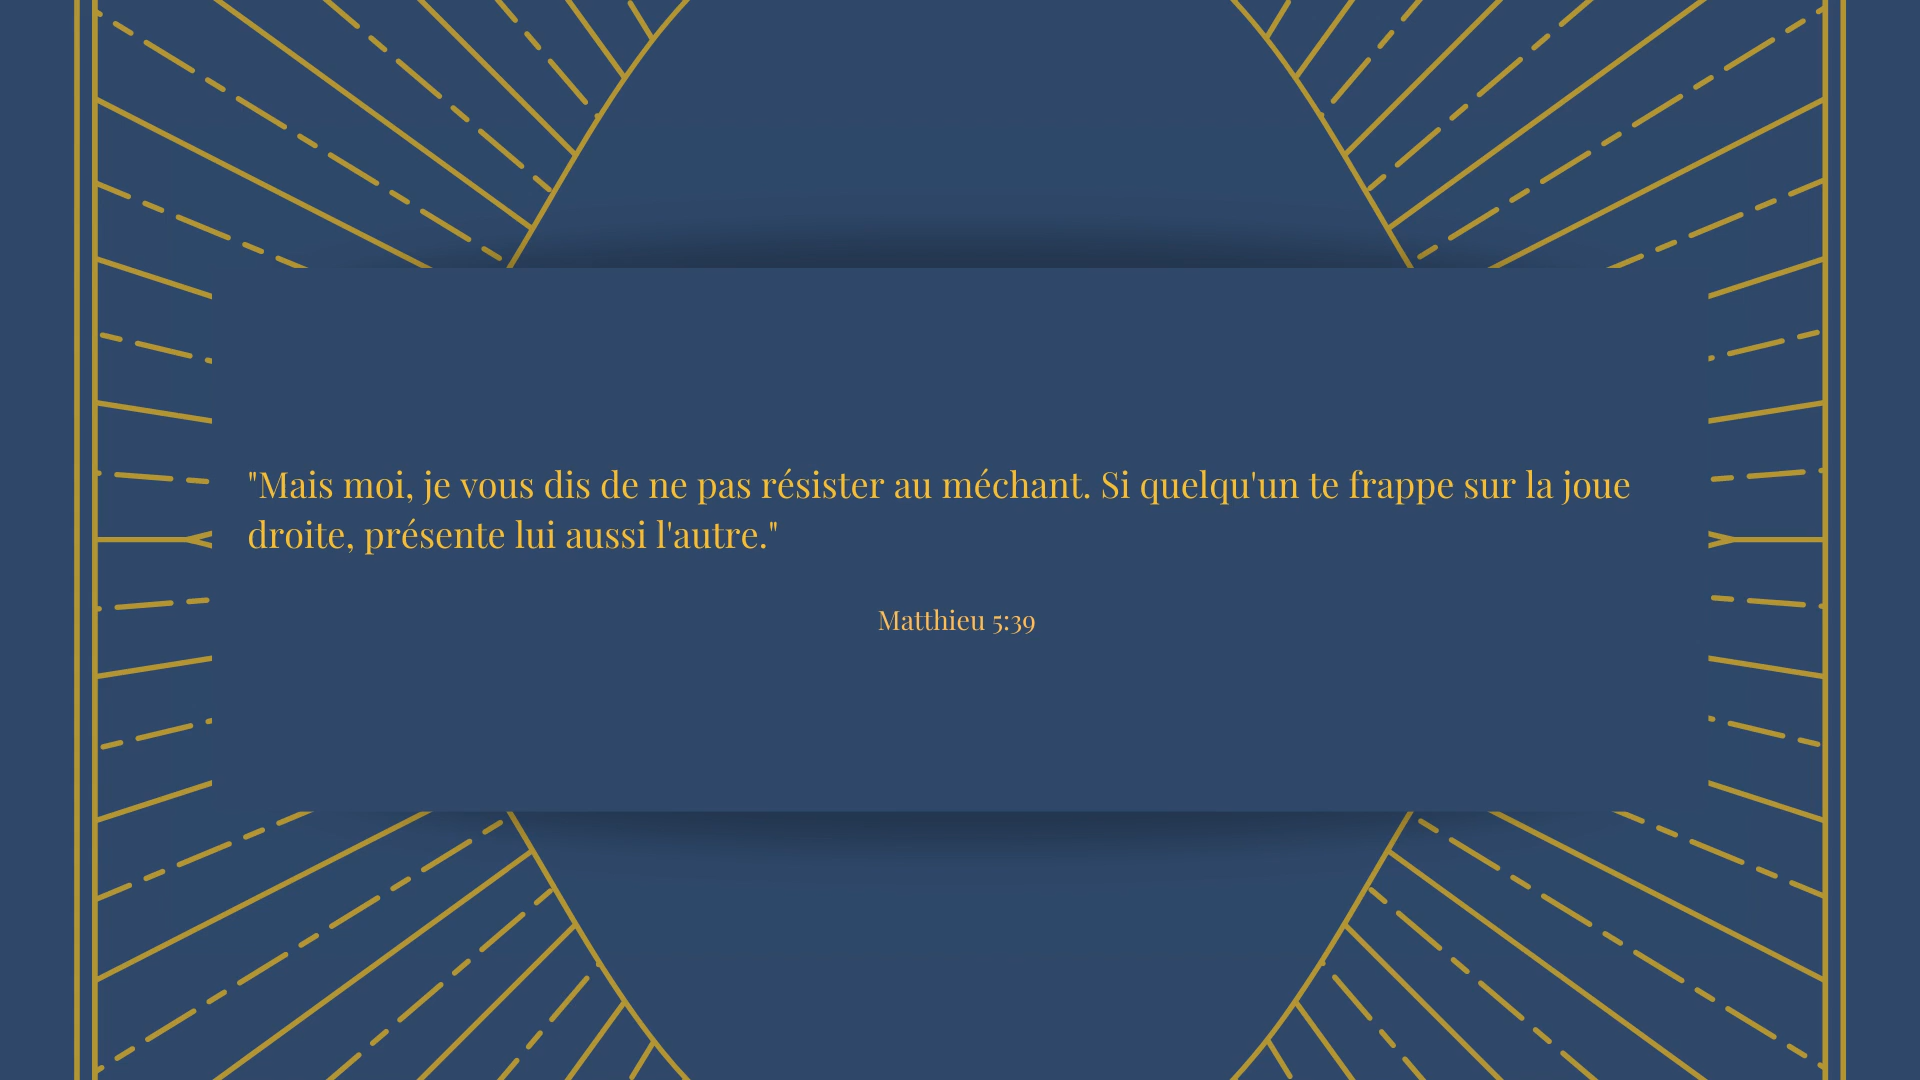 "Mais moi, je vous dis de ne pas résister au méchant. Si quelqu'un te frappe sur la joue
droite, présente lui aussi l'autre."
Matthieu 5:39